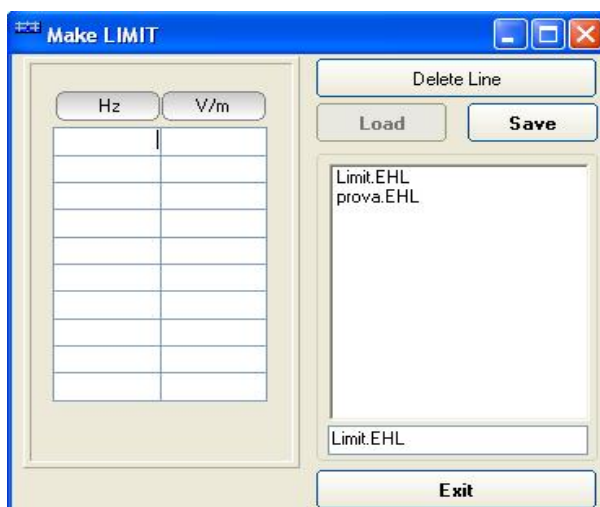 Make LIMIT
Hz V/m
Delete Line
Load Save
Limit.EHL
prova.EHL
Limit.EHL
Exit